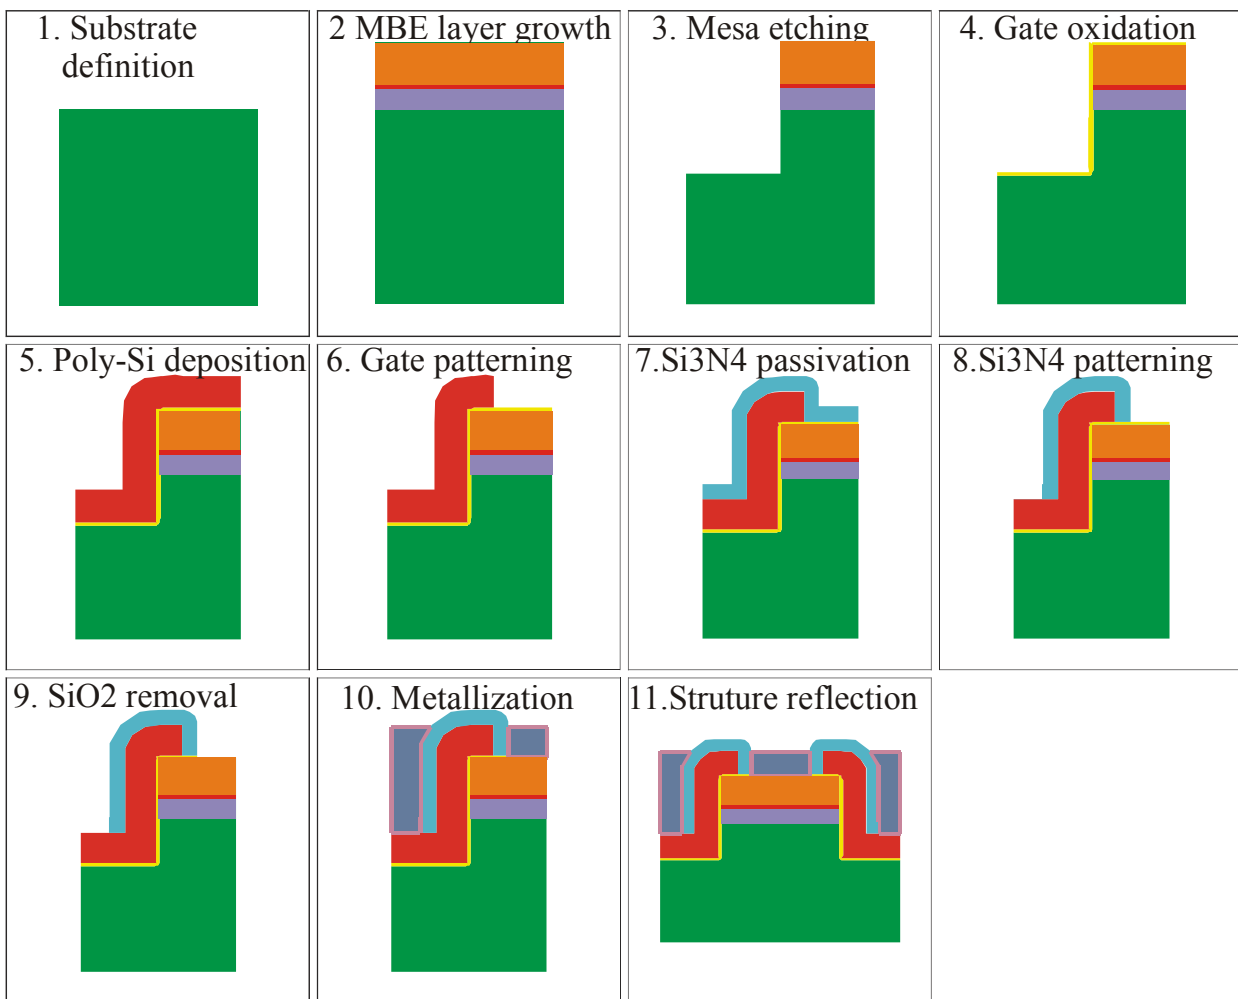 1. Substrate
definition
2 MBE layer growth
3. Mesa etching
4. Gate oxidation
5. Poly-Si deposition
6. Gate patterning
7.Si3N4 passivation
8.Si3N4 patterning
9. SiO2 removal
10. Metallization
11.Struture reflection